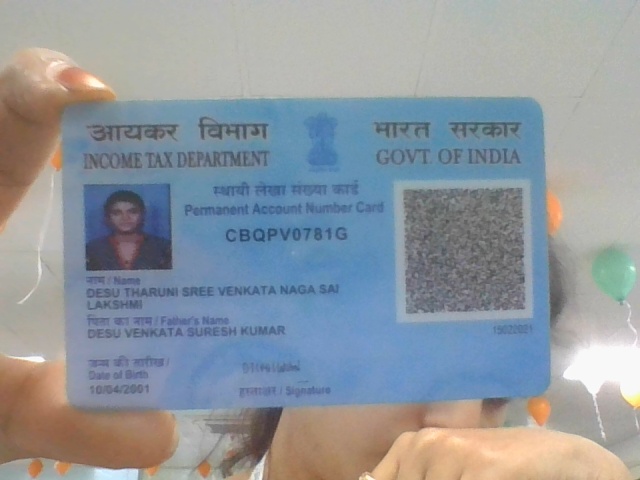 आयकर विभाग
INCOME TAX DEPARTMENT
भारत सरकार
GOVT. OF INDIA
स्थायी लेखा संख्या कार्ड
Permanent Account Number Card
CBQPV0781G
नाम / Name
DESU THARUNI SREE VENKATA NAGA SAI
LAKSHMI
पिता का नाम / Father's Name
DESU VENKATA SURESH KUMAR
जन्म की तारीख /
Date of Birth
10/04/2001
हस्ताक्षर / Signature